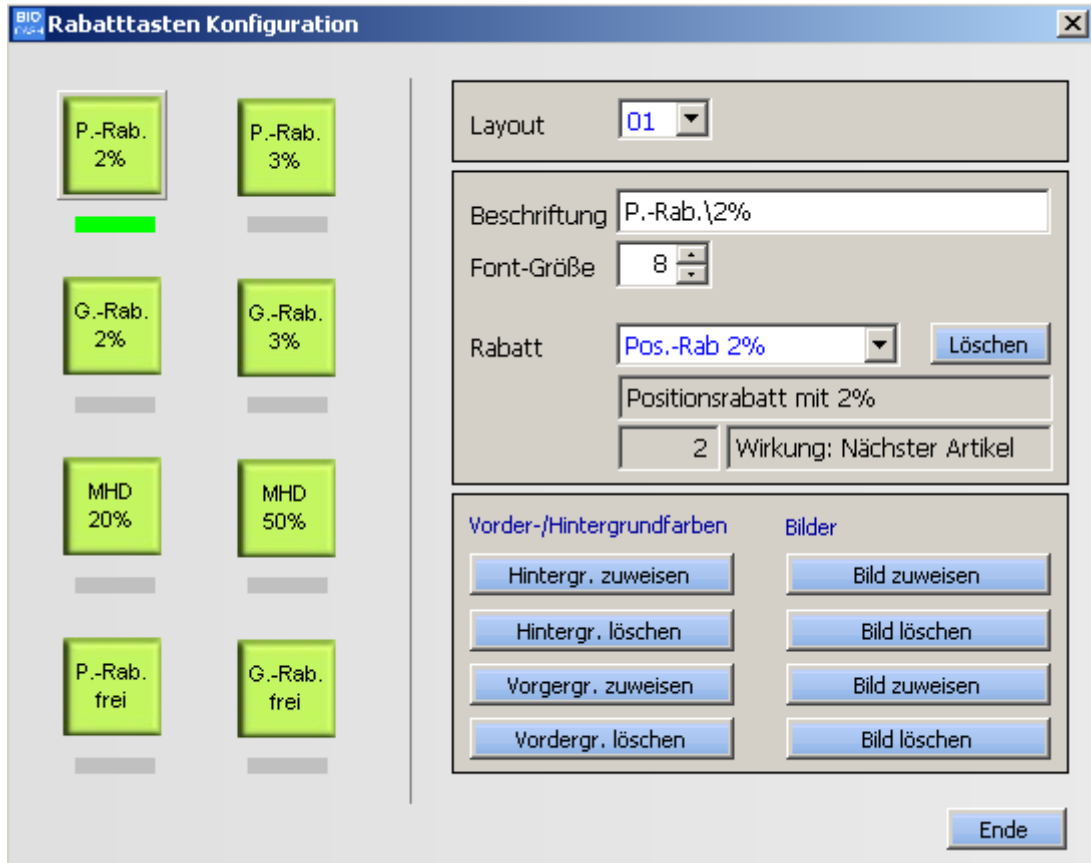 BIO
CASH
Rabatttasten Konfiguration
P.-Rab.
2%
P.-Rab.
3%
G.-Rab.
2%
G.-Rab.
3%
MHD
20%
MHD
50%
P.-Rab.
frei
G.-Rab.
frei
Layout 01
Beschriftung P.-Rab.\2%
Font-Größe 8
Rabatt Pos.-Rab 2% Löschen
Positionsrabatt mit 2%
2 Wirkung: Nächster Artikel
Vorder-/Hintergrundfarben Bilder
Hintergr. zuweisen Bild zuweisen
Hintergr. löschen Bild löschen
Vorgergr. zuweisen Bild zuweisen
Vordergr. löschen Bild löschen
Ende